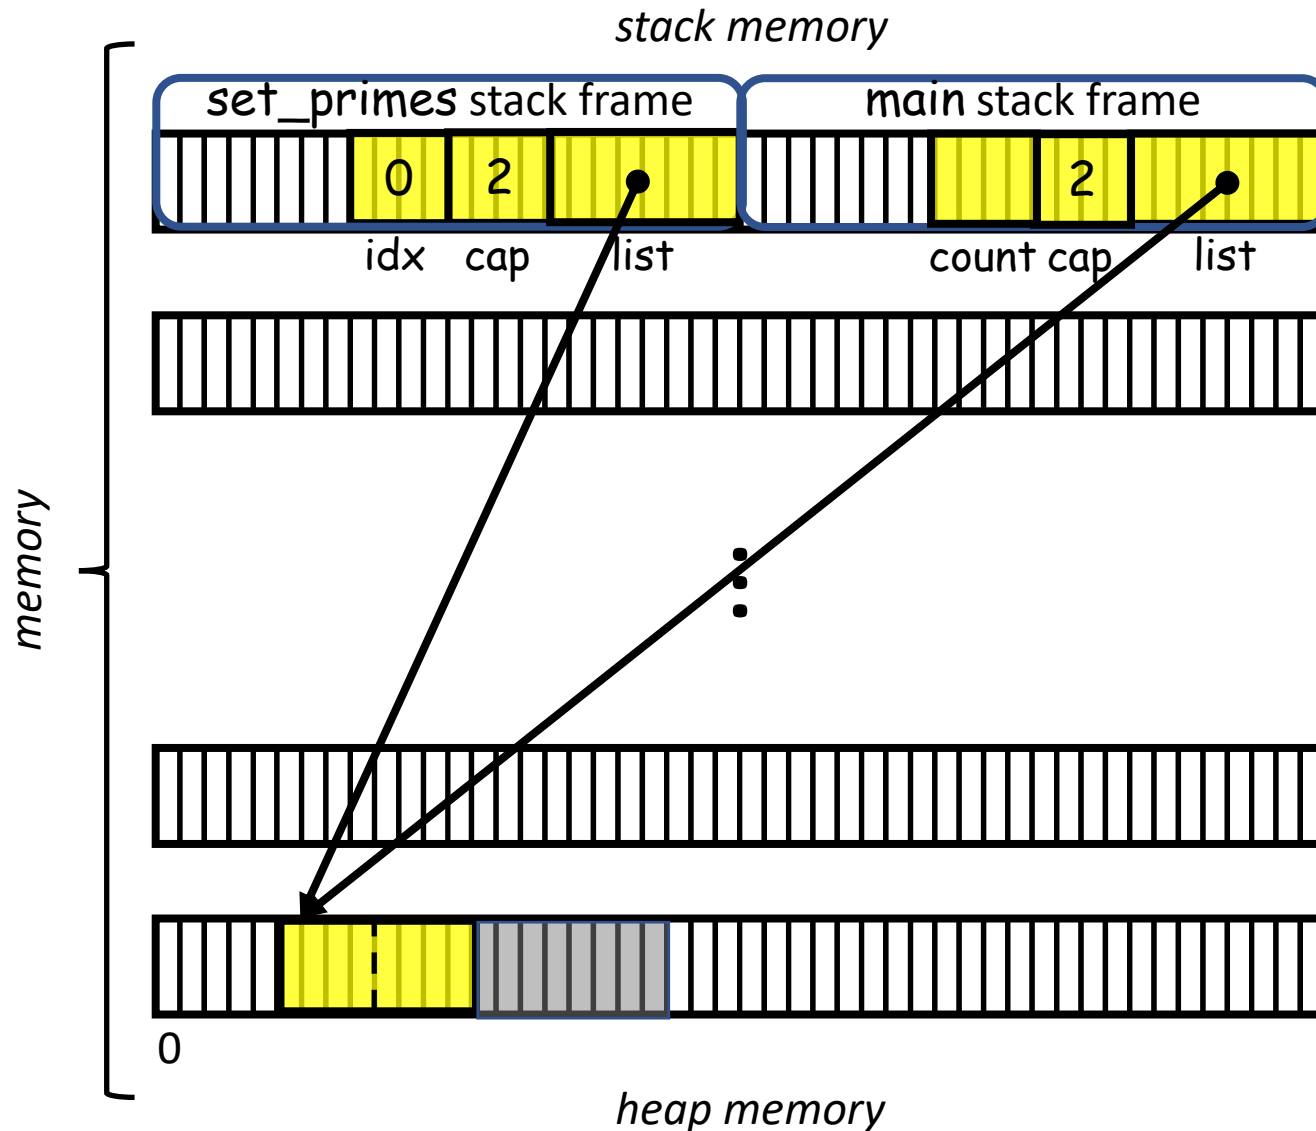 stack memory
set_primes stack frame
main stack frame
0
2
2
idx
cap
list
count
cap
list
memory
0
heap memory